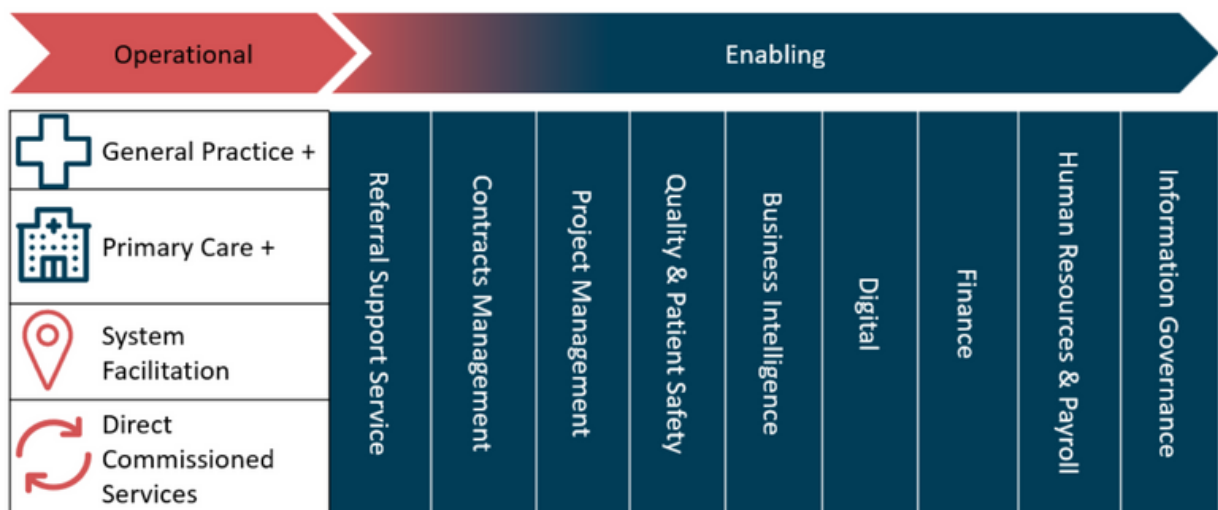 Operational
Enabling
General Practice +
Primary Care +
System
Facilitation
Direct
Commissioned
Services
Referral Support Service
Contracts Management
Project Management
Quality & Patient Safety
Business Intelligence
Digital
Finance
Human Resources & Payroll
Information Governance